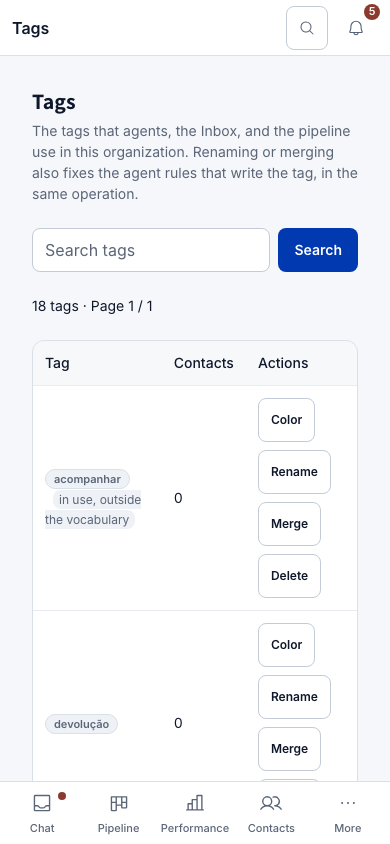 Tags
5
Tags
The tags that agents, the Inbox, and the pipeline
use in this organization. Renaming or merging
also fixes the agent rules that write the tag, in the
same operation.
Search tags
Search
18 tags · Page 1 / 1
Tag
Contacts
Actions
acompanhar
in use, outside
the vocabulary
0
Color
Rename
Merge
Delete
devolução
0
Color
Rename
Merge
Chat
Pipeline
Performance
Contacts
More